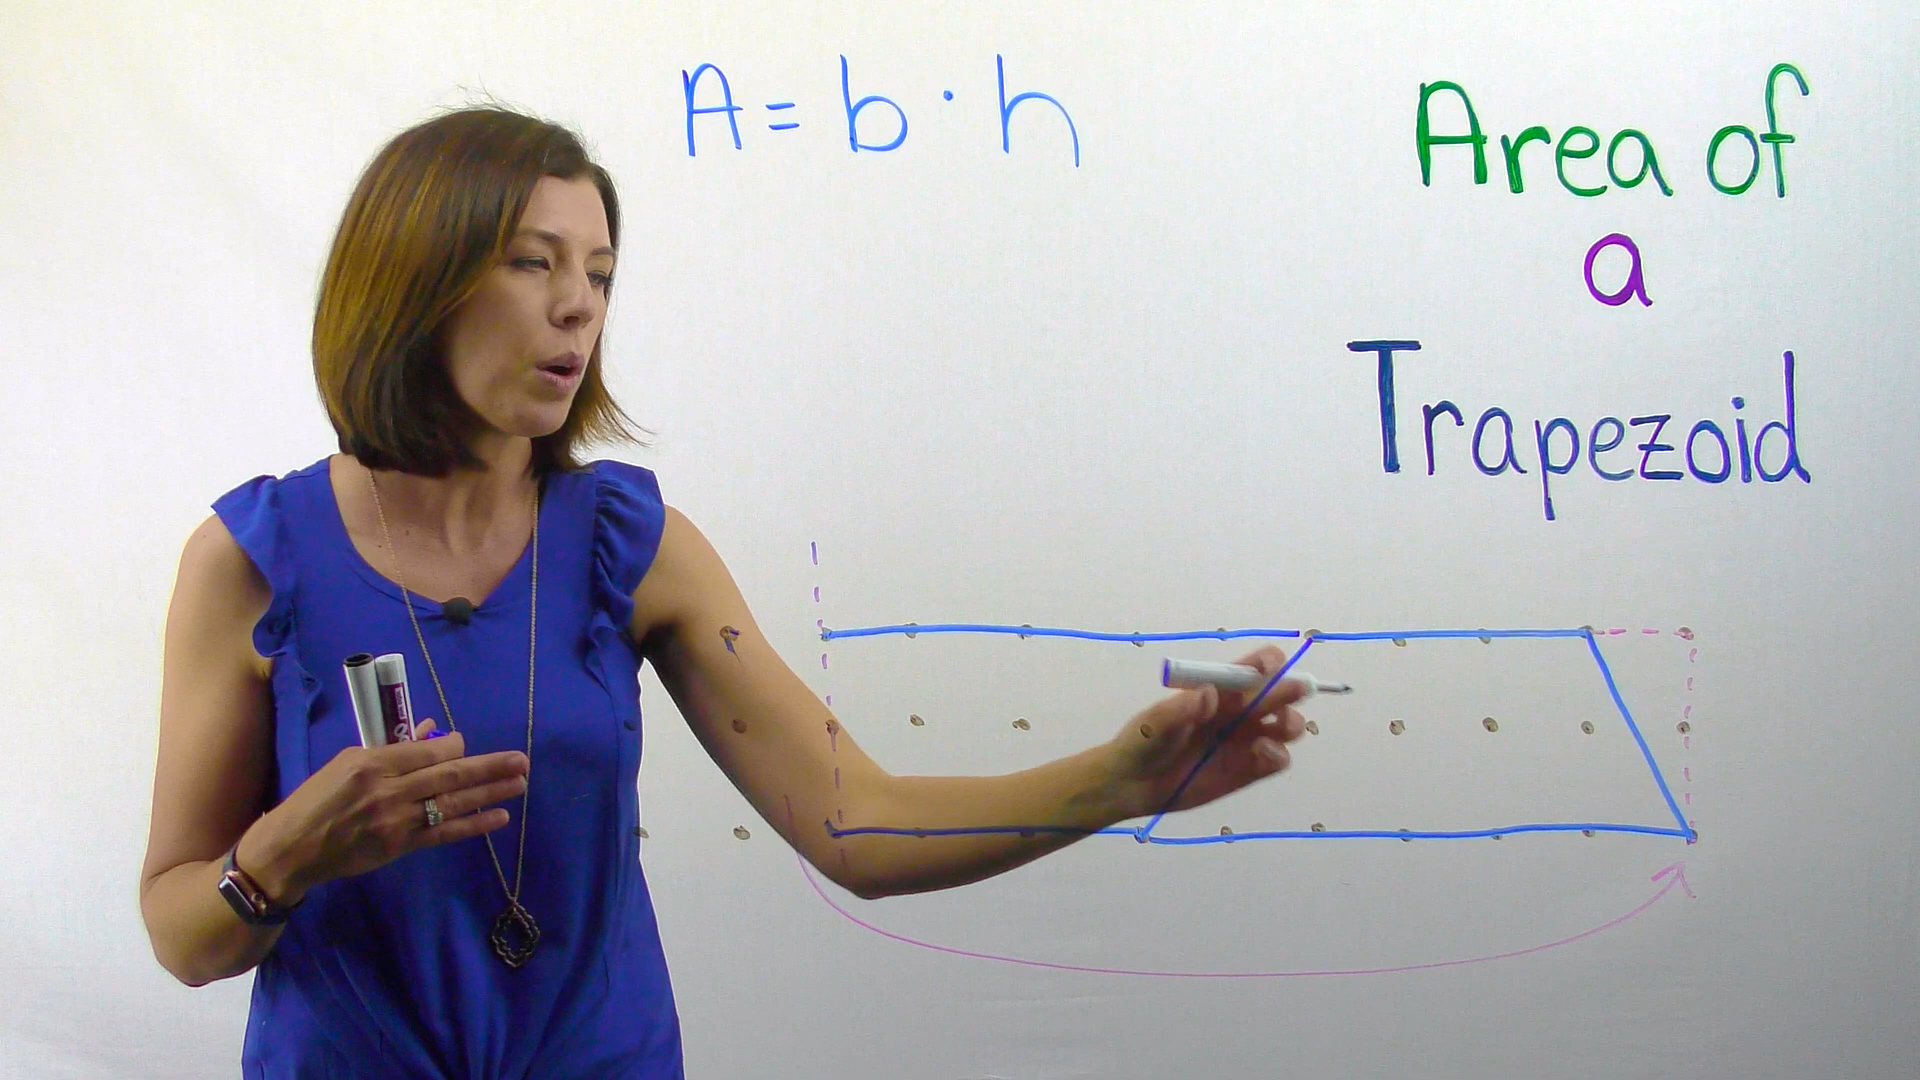 A = b · h
Area of
a
Trapezoid